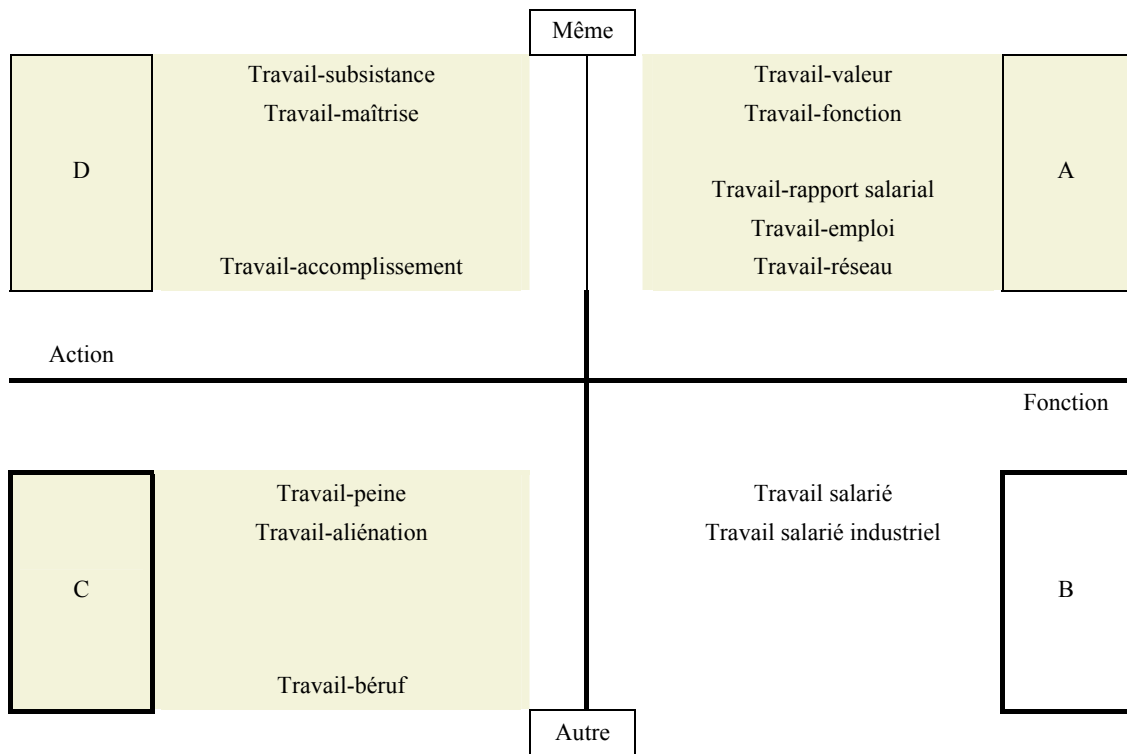 Même
Travail-subsistance
Travail-maîtrise
D
Travail-accomplissement
Travail-valeur
Travail-fonction
A
Travail-rapport salarial
Travail-emploi
Travail-réseau
Action
Fonction
Travail-peine
Travail-aliénation
C
Travail-béruf
Travail salarié
Travail salarié industriel
B
Autre